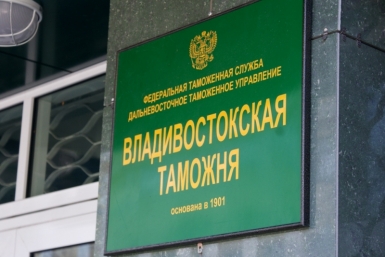 ФЕДЕРАЛЬНАЯ ТАМОЖЕННАЯ СЛУЖБА
ДАЛЬНЕВОСТОЧНОЕ ТАМОЖЕННОЕ УПРАВЛЕНИЕ
ВЛАДИВОСТОКСКАЯ
ТАМОЖНЯ
основана в 1901